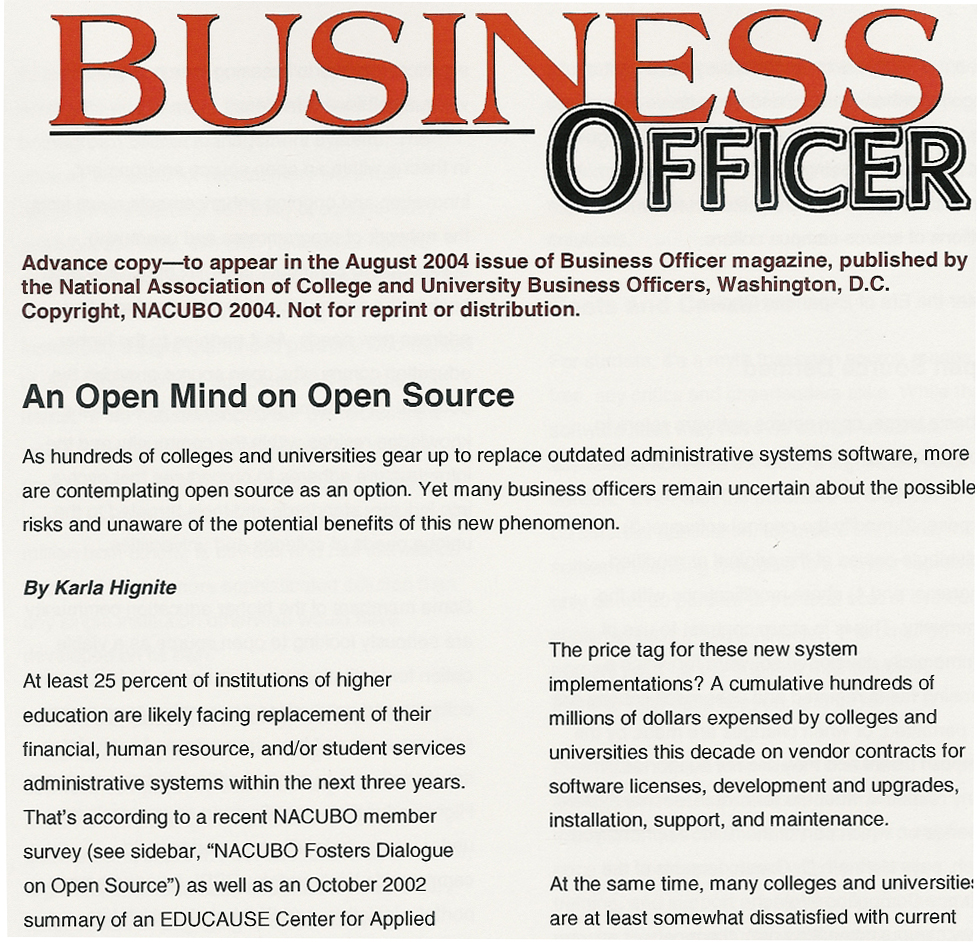 BUSINESS
OFFICER
Advance copy—to appear in the August 2004 issue of Business Officer magazine, published by
the National Association of College and University Business Officers, Washington, D.C.
Copyright, NACUBO 2004. Not for reprint or distribution.
An Open Mind on Open Source
As hundreds of colleges and universities gear up to replace outdated administrative systems software, more
are contemplating open source as an option. Yet many business officers remain uncertain about the possible
risks and unaware of the potential benefits of this new phenomenon.
By Karla Hignite
At least 25 percent of institutions of higher
education are likely facing replacement of their
financial, human resource, and/or student services
administrative systems within the next three years.
That's according to a recent NACUBO member
survey (see sidebar, “NACUBO Fosters Dialogue
on Open Source”) as well as an October 2002
summary of an EDUCAUSE Center for Applied
The price tag for these new system
implementations? A cumulative hundreds of
millions of dollars expensed by colleges and
universities this decade on vendor contracts for
software licenses, development and upgrades,
installation, support, and maintenance.
At the same time, many colleges and universities
are at least somewhat dissatisfied with current